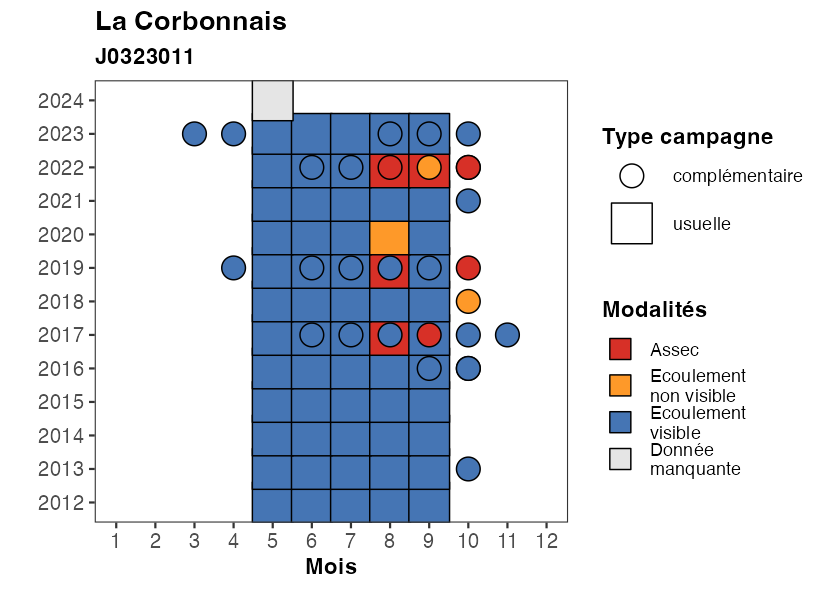 La Corbonnais
J0323011
2024
2023
2022
2021
2020
2019
2018
2017
2016
2015
2014
2013
2012
1 2 3 4 5 6 7 8 9 10 11 12
Mois
Type campagne
complémentaire
usuelle
Modalités
Assec
Ecoulement
non visible
Ecoulement
visible
Donnée
manquante